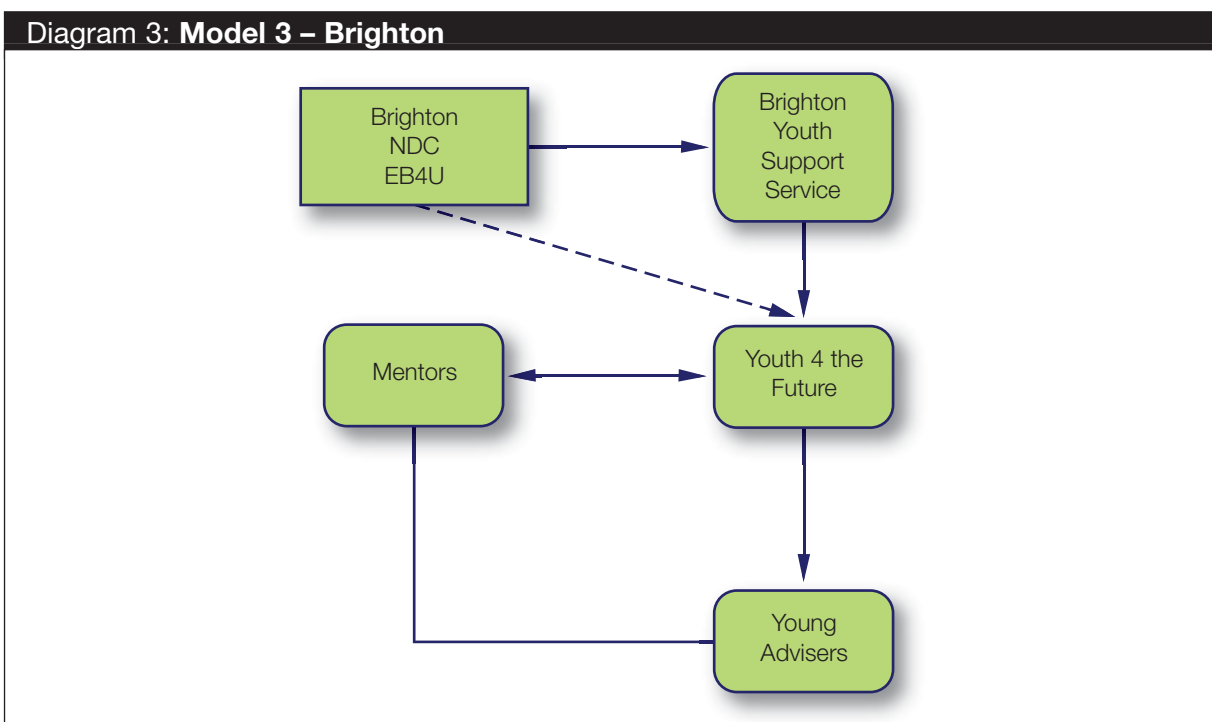 Diagram 3: Model 3 – Brighton
Brighton
NDC
EB4U
Brighton
Youth
Support
Service
Mentors
Youth 4 the
Future
Young
Advisers